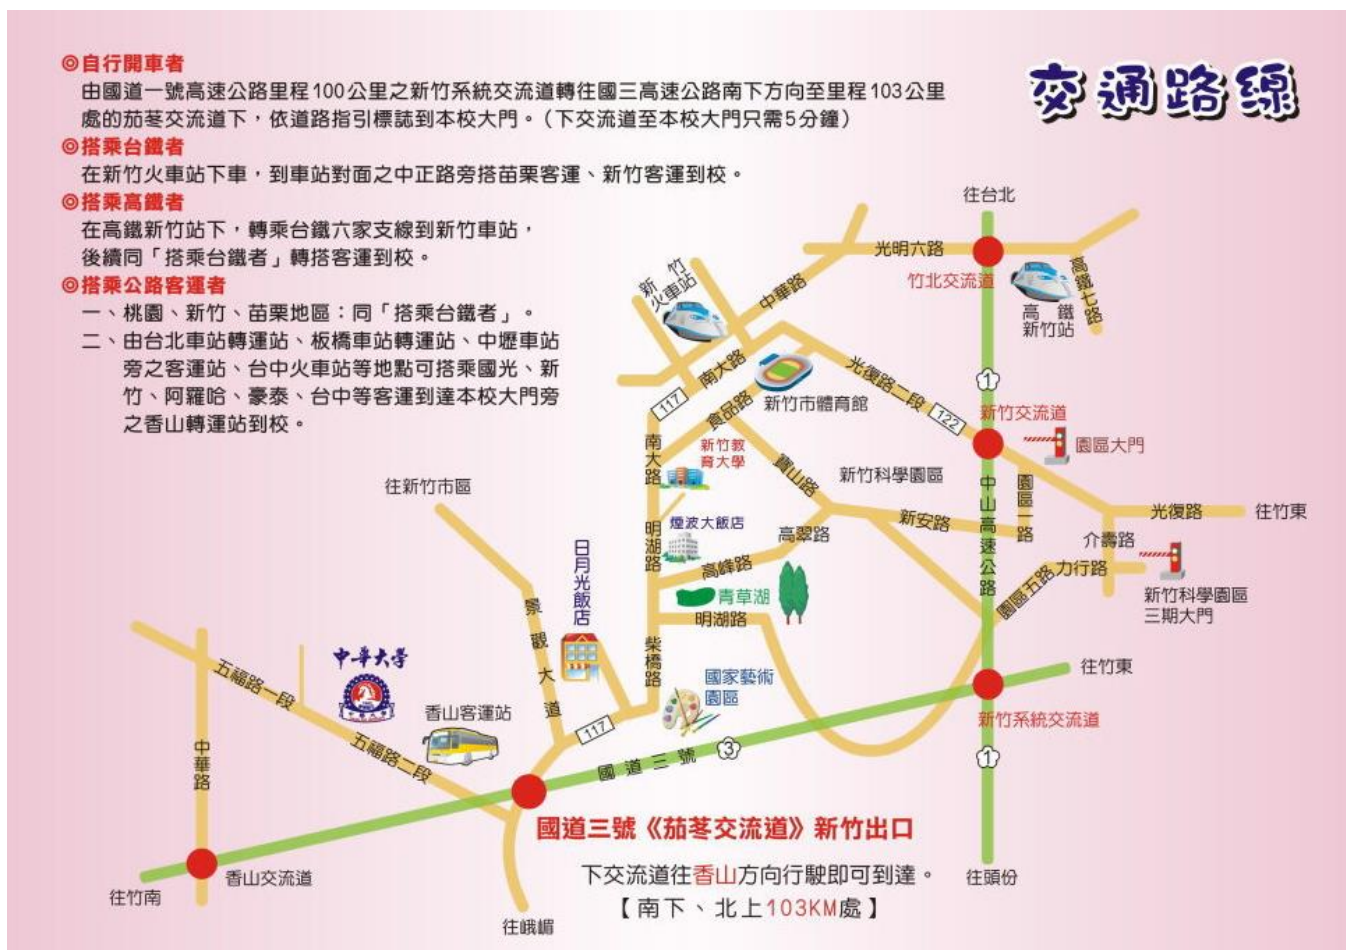 交通路線
◎自行開車者
由國道一號高速公路里程100公里之新竹系統交流道轉往國三高速公路南下方向至里程103公里
處的茄苳交流道下，依道路指引標誌到本校大門。(下交流道至本校大門只需5分鐘)
◎搭乘台鐵者
在新竹火車站下車，到車站對面之中正路旁搭苗栗客運、新竹客運到校。
◎搭乘高鐵者
在高鐵新竹站下，轉乘台鐵六家支線到新竹車站，
後續同「搭乘台鐵者」轉搭客運到校。
◎搭乘公路客運者
一、桃園、新竹、苗栗地區：同「搭乘台鐵者」。
二、由台北車站轉運站、板橋車站轉運站、中壢車站
旁之客運站、台中火車站等地點可搭乘國光、新
竹、阿羅哈、豪泰、台中等客運到達本校大門旁
之香山轉運站到校。
往台北
光明六路
竹北交流道
高鐵七路
高鐵
新竹站
新竹
火車站
中華路
南大路
117
食品路
新竹市體育館
光復路二段
122
1
新竹交流道
園區大門
南大路
新竹教
育大學
寶山路
新竹科學園區
中山高速公路
園區一路
往新竹市區
煙波大飯店
明湖路
高翠路
新安路
光復路
往竹東
介壽路
日月光飯店
高峰路
青草湖
園區五路
力行路
新竹科學園區
三期大門
景觀大道
明湖路
柴橋路
中華大學
五福路一段
國家藝術
園區
往竹東
香山客運站
117
新竹系統交流道
中華路
五福路二段
國道三號
3
1
國道三號《茄苳交流道》新竹出口
下交流道往香山方向行駛即可到達。
【南下、北上103KM處】
往頭份
香山交流道
往竹南
往峨嵋